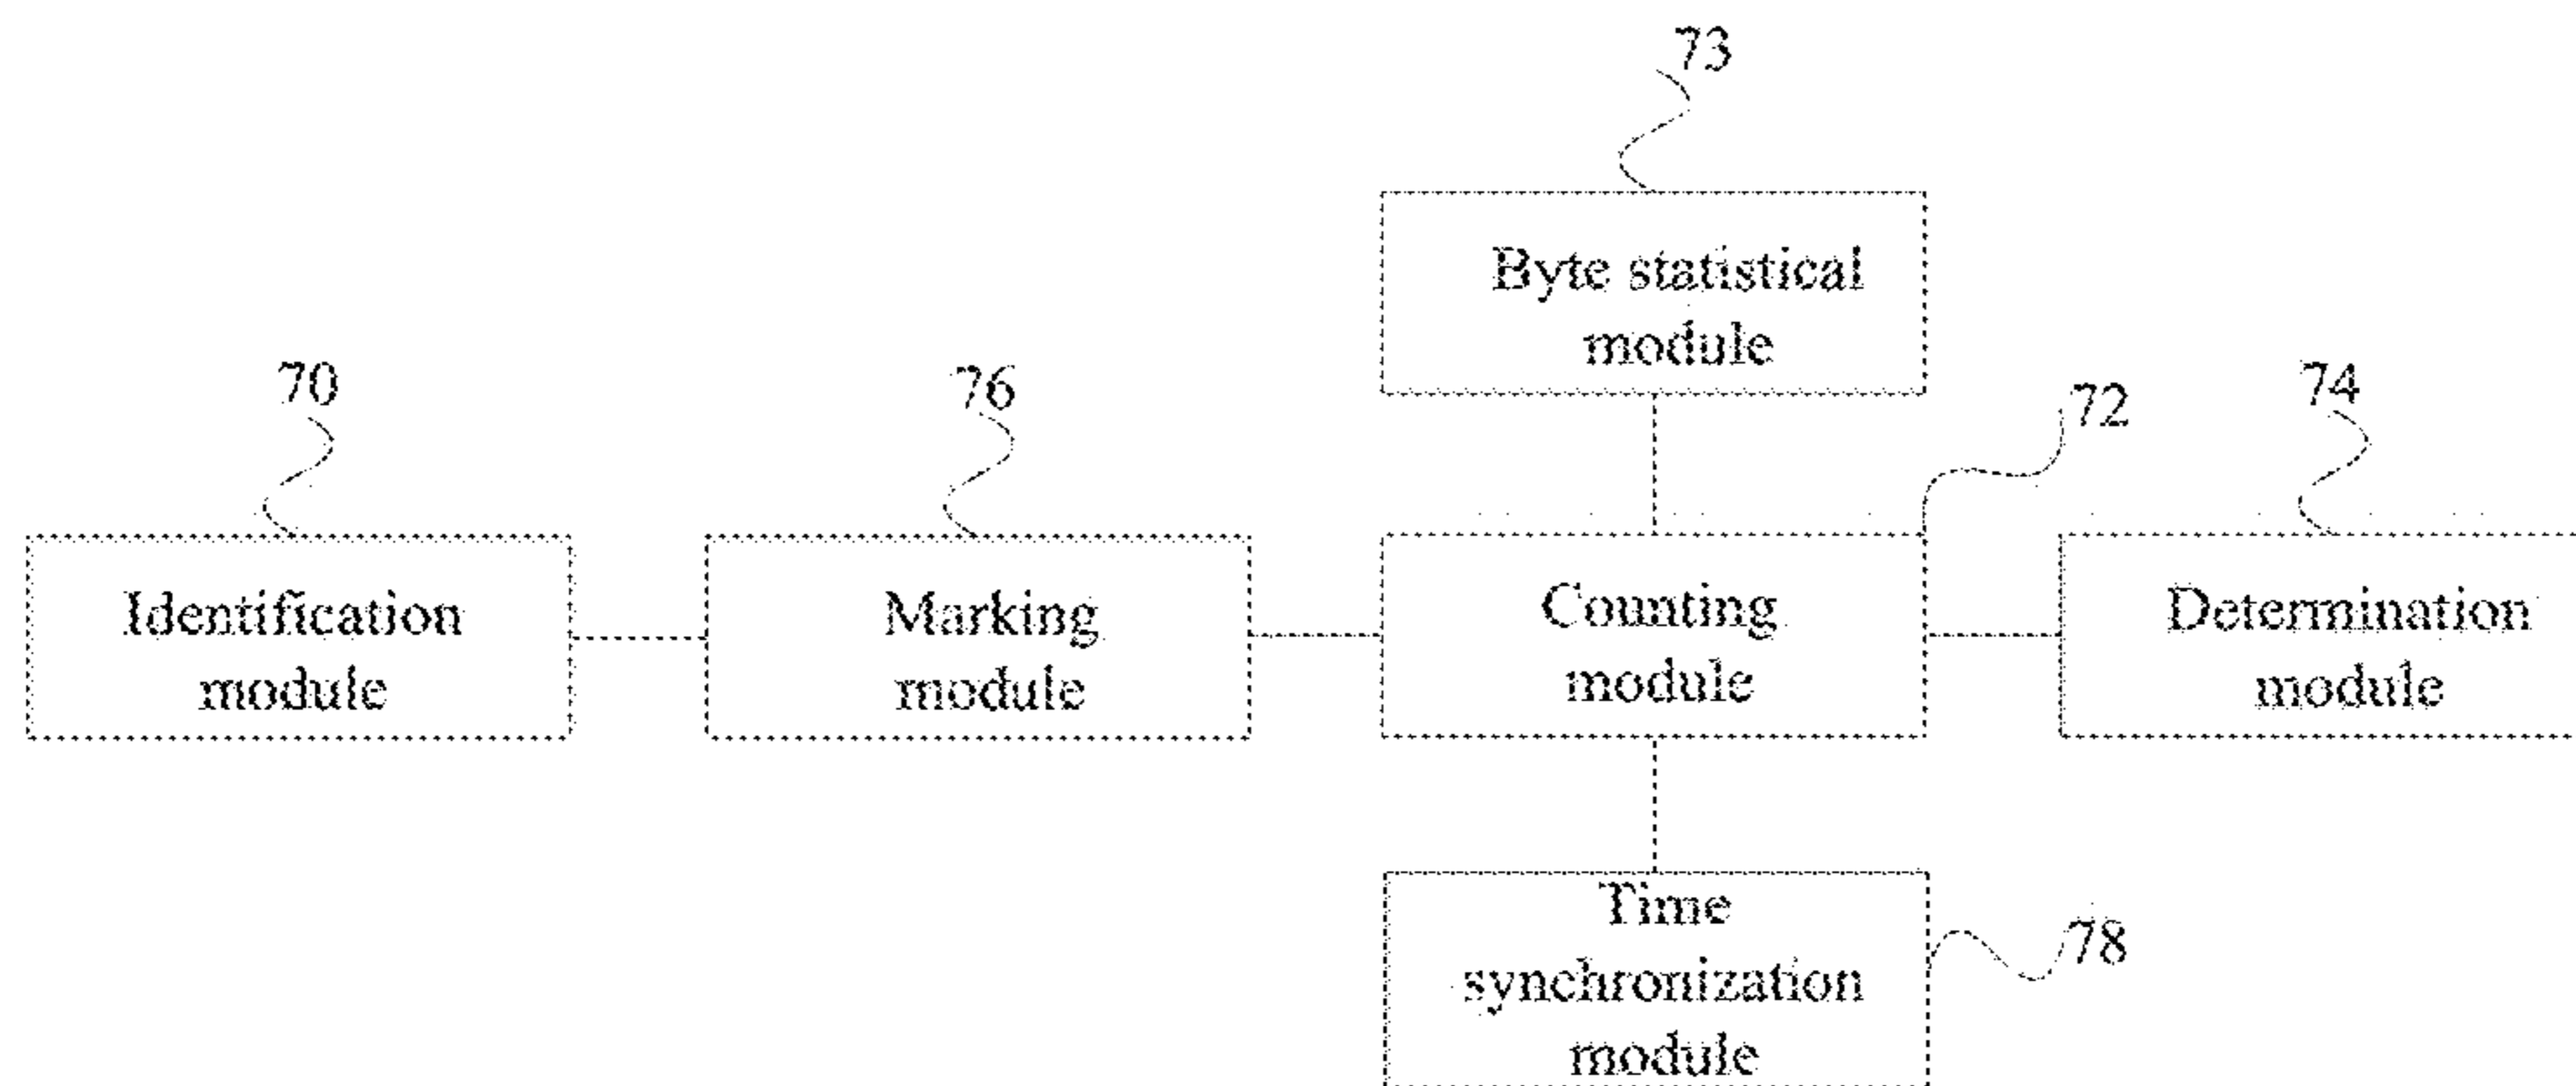 73
Byte statistical
module
70
76
72
74
Identification
module
Marking
module
Counting
module
Determination
module
Time
synchronization
module
78